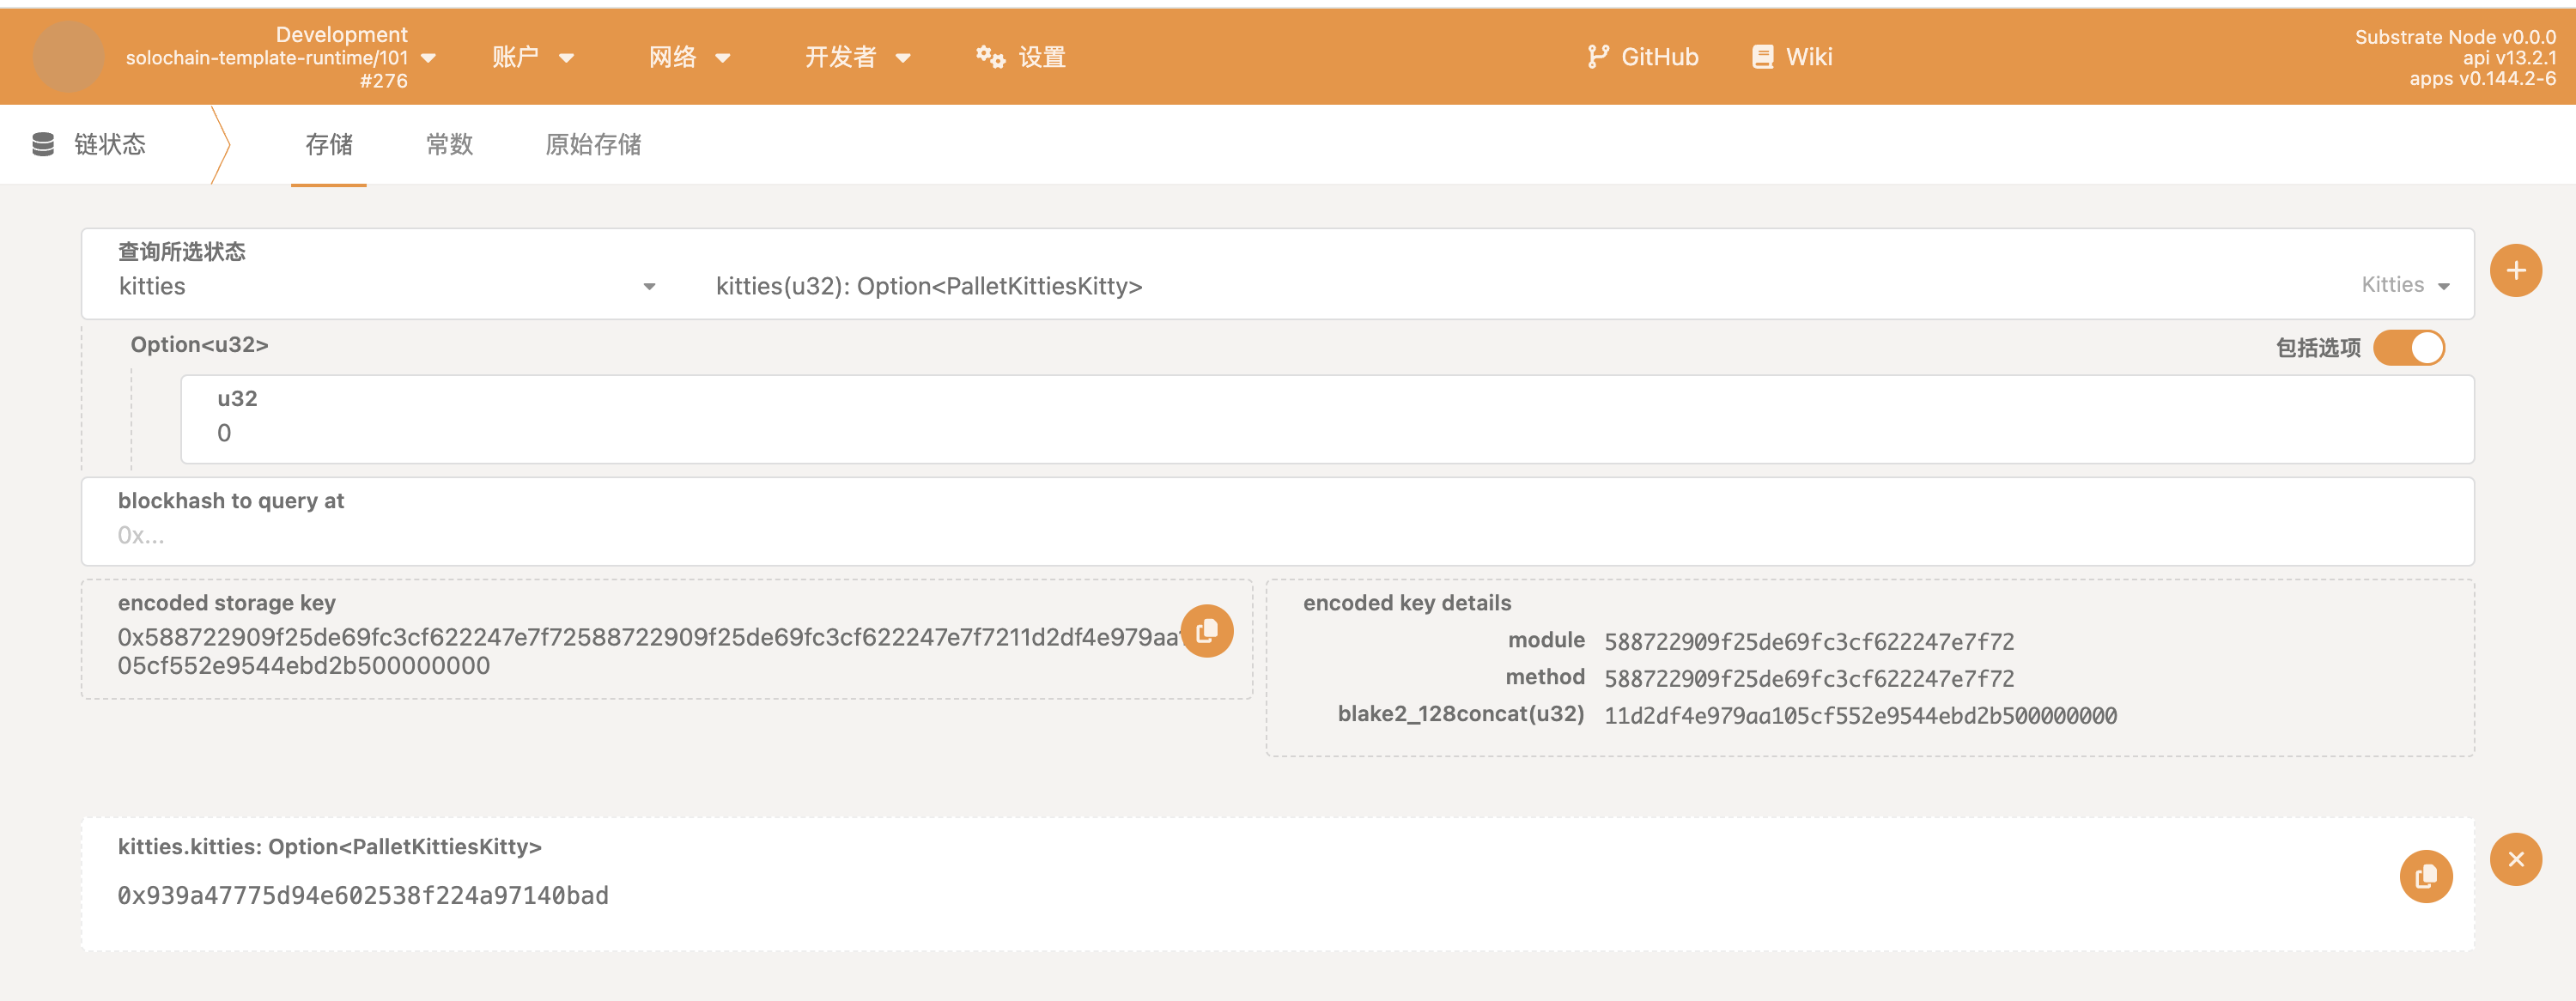 Development
solochain-template-runtime/101
#276
账户
网络
开发者
设置
GitHub
Wiki
Substrate Node v0.0.0
api v13.2.1
apps v0.144.2-6
链状态
存储
常数
原始存储
查询所选状态
kitties
kitties(u32): Option<PalletKittiesKitty>
Kitties
Option<u32>
包括选项
u32
0
blockhash to query at
0x...
encoded storage key
0x588722909f25de69fc3cf622247e7f72588722909f25de69fc3cf622247e7f7211d2df4e979aa1
05cf552e9544ebd2b500000000
encoded key details
module 588722909f25de69fc3cf622247e7f72
method 588722909f25de69fc3cf622247e7f72
blake2_128concat(u32) 11d2df4e979aa105cf552e9544ebd2b500000000
kitties.kitties: Option<PalletKittiesKitty>
0x939a47775d94e602538f224a97140bad